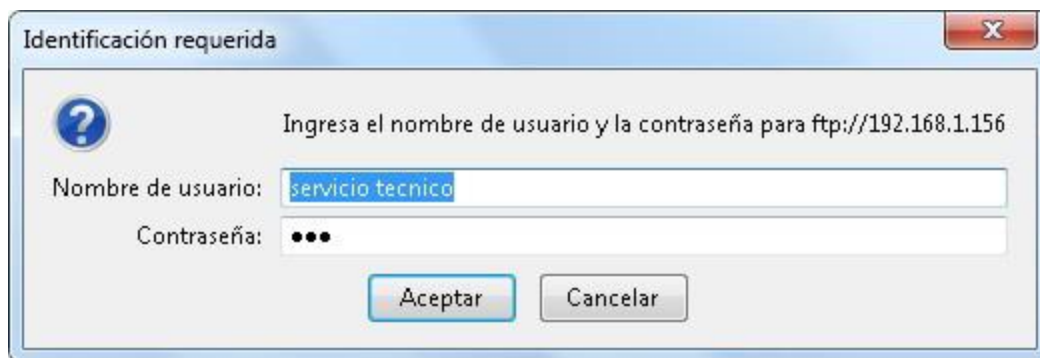 Identificación requerida
Ingresa el nombre de usuario y la contraseña para ftp://192.168.1.156
Nombre de usuario: servicio tecnico
Contraseña: •••
Aceptar Cancelar